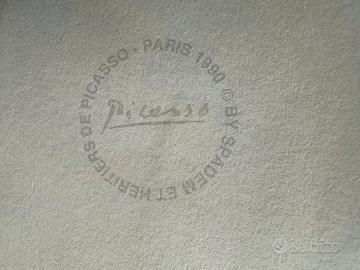 PARIS 1990 © BY SPADEM ET HERITIERS DE PICASSO •
Picasso
subito